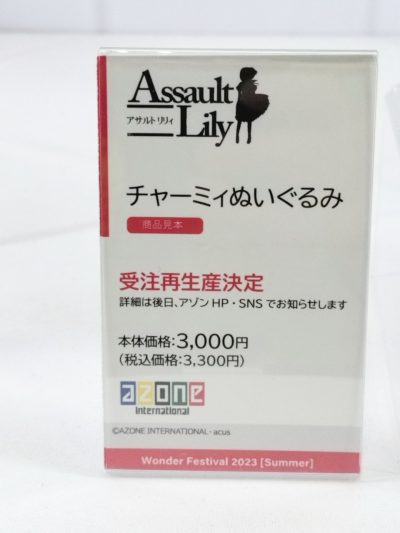 Assault
アサルトリリィ
Lily
チャーミィぬいぐるみ
商品見本
受注再生産決定
詳細は後日、アゾンHP・SNSでお知らせします
本体価格:3,000円
(税込価格:3,300円)
azone
international
©AZONE INTERNATIONAL・acus
Wonder Festival 2023 [Summer]